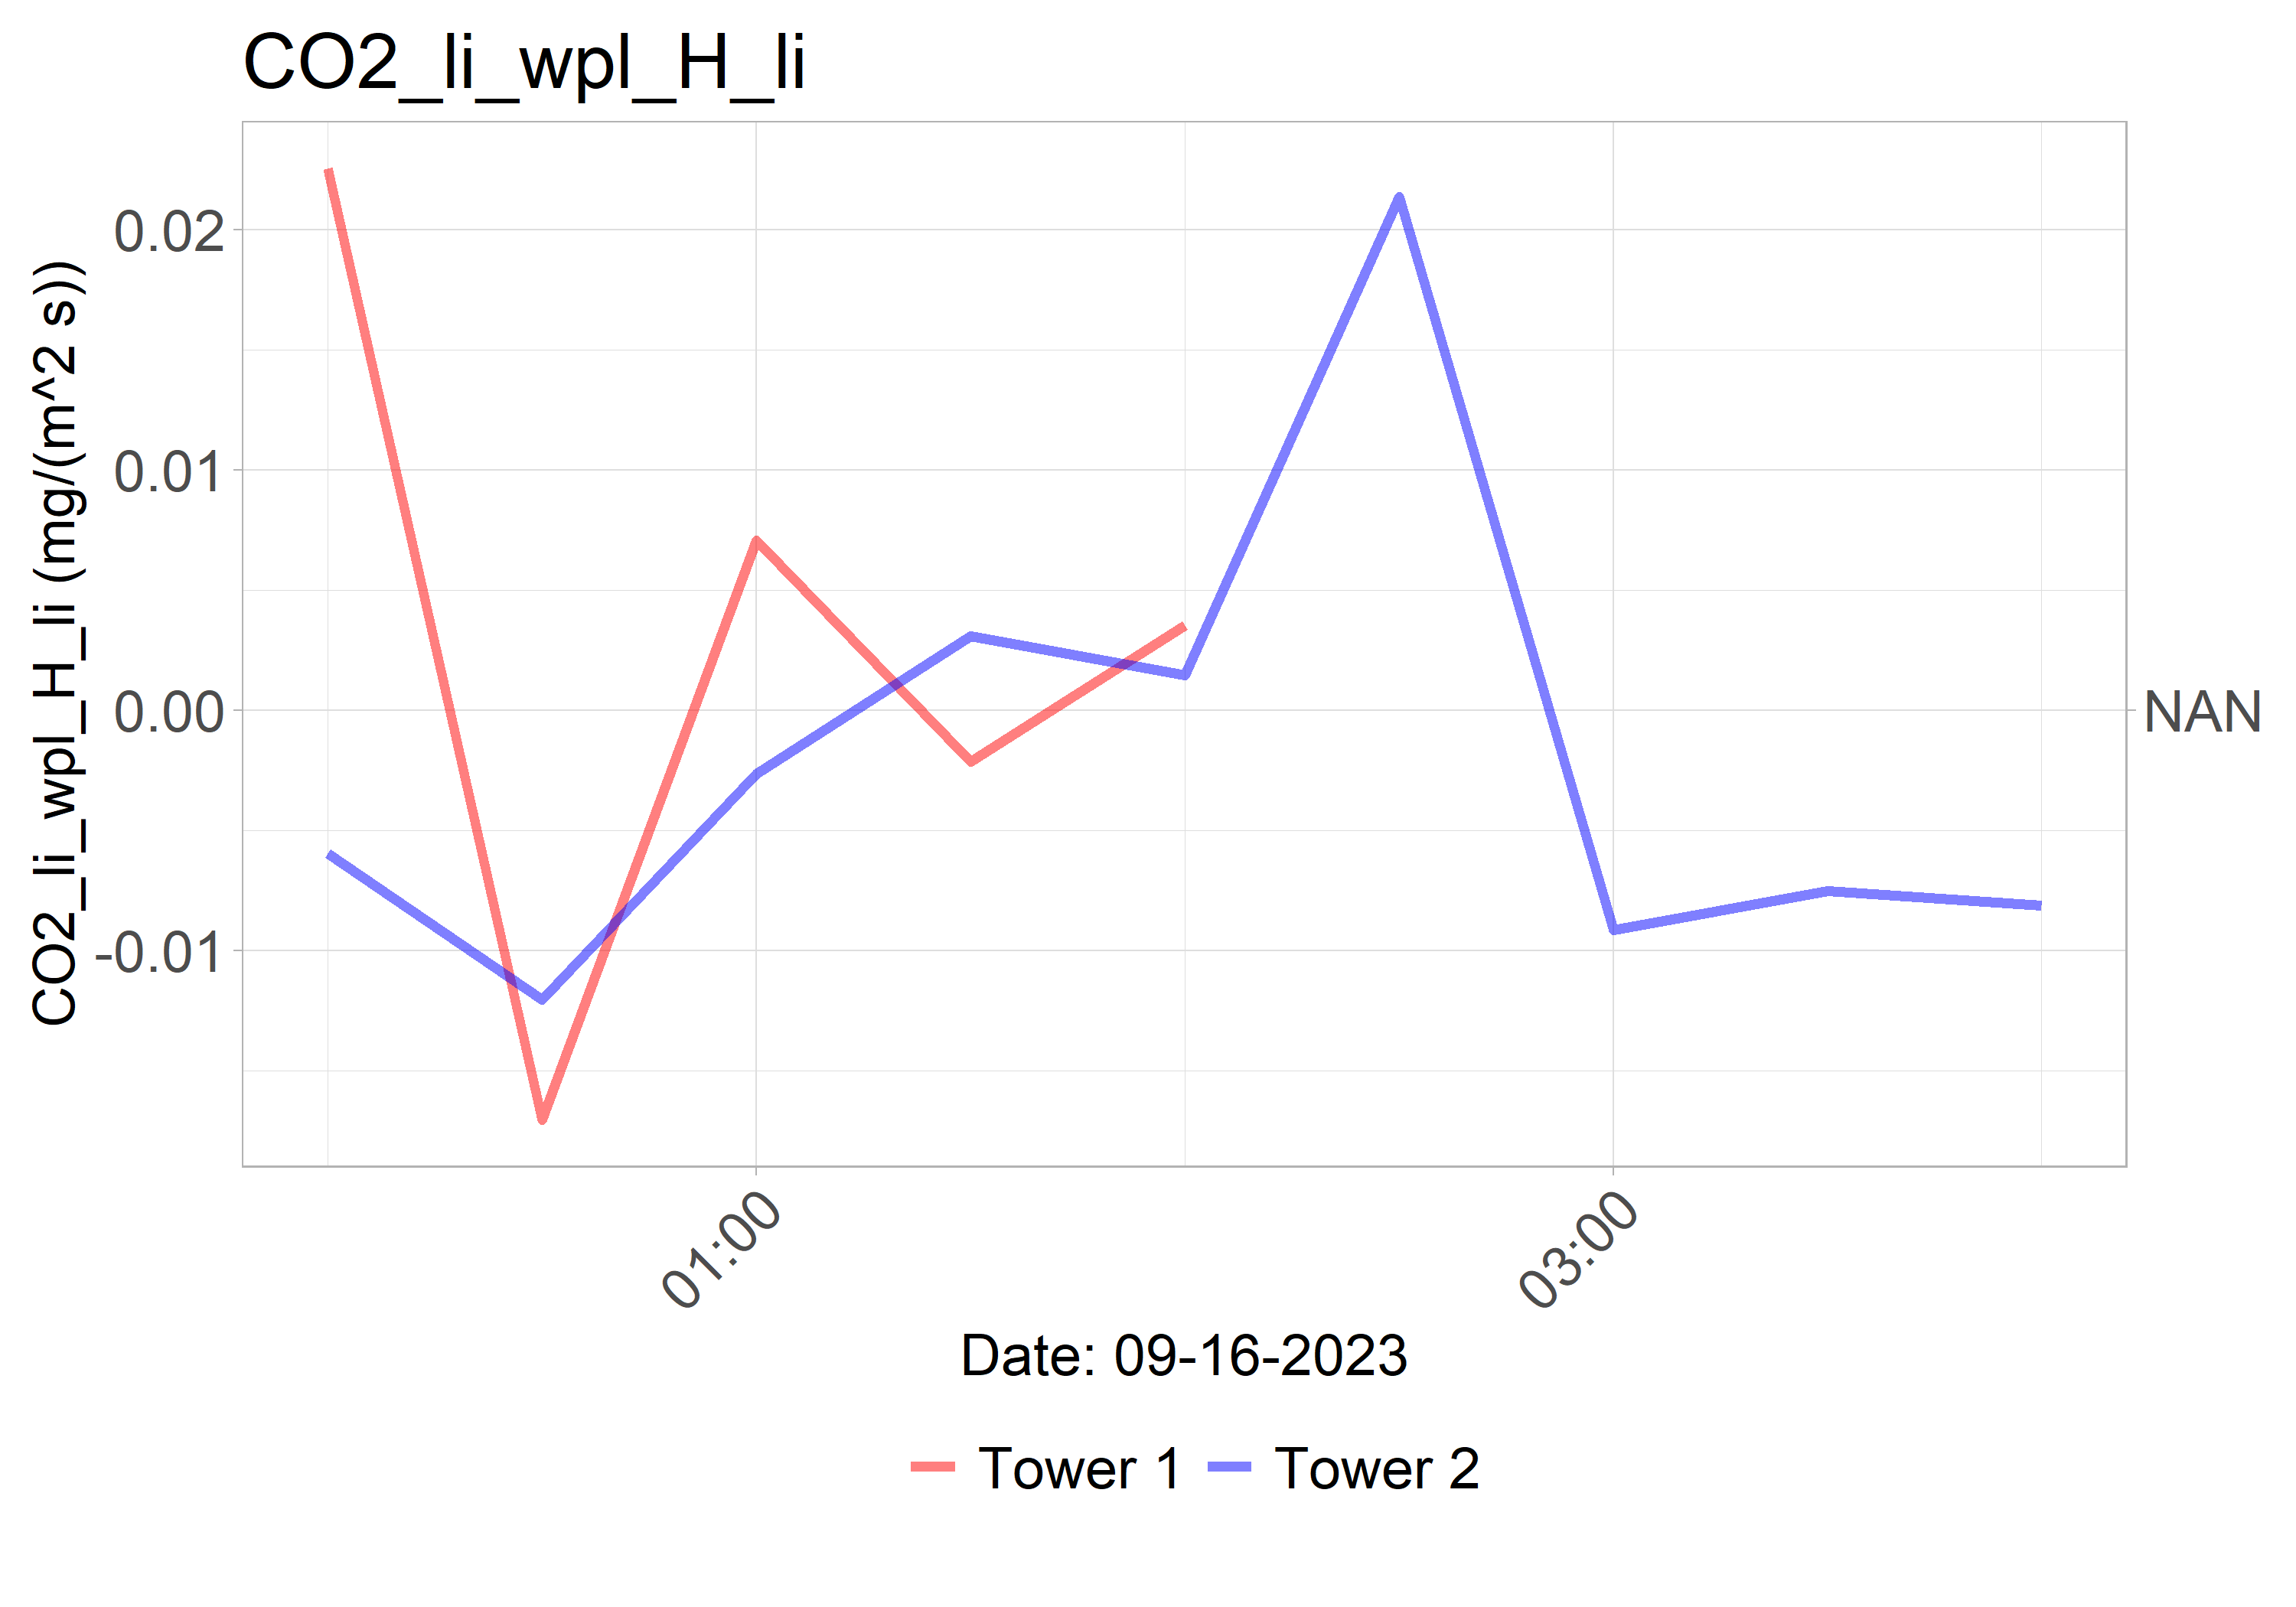 CO2_li_wpl_H_li
CO2_li_wpl_H_li (mg/(m^2 s))
0.02
0.01
0.00
-0.01
NAN
01:00
03:00
Date: 09-16-2023
Tower 1
Tower 2